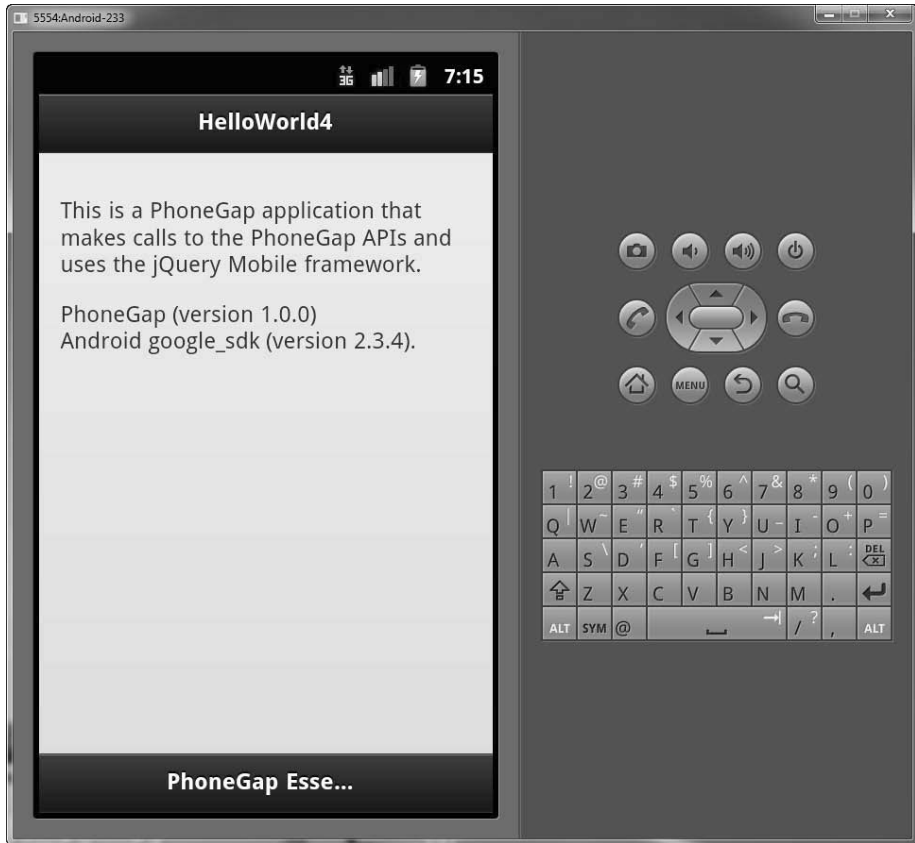 5554:Android-233
3G 7:15
HelloWorld4
This is a PhoneGap application that
makes calls to the PhoneGap APIs and
uses the jQuery Mobile framework.
PhoneGap (version 1.0.0)
Android google_sdk (version 2.3.4).
PhoneGap Esse...
MENU
1 ! 2 @ 3 # 4 $ 5 % 6 ^ 7 & 8 * 9 ( 0 )
Q | W ~ E " R ` T { Y } U - I - O + P =
A S \ D ' F [ G ] H < J > K ; L : DEL
Z X C V B N M .
ALT SYM @ / ? , ALT